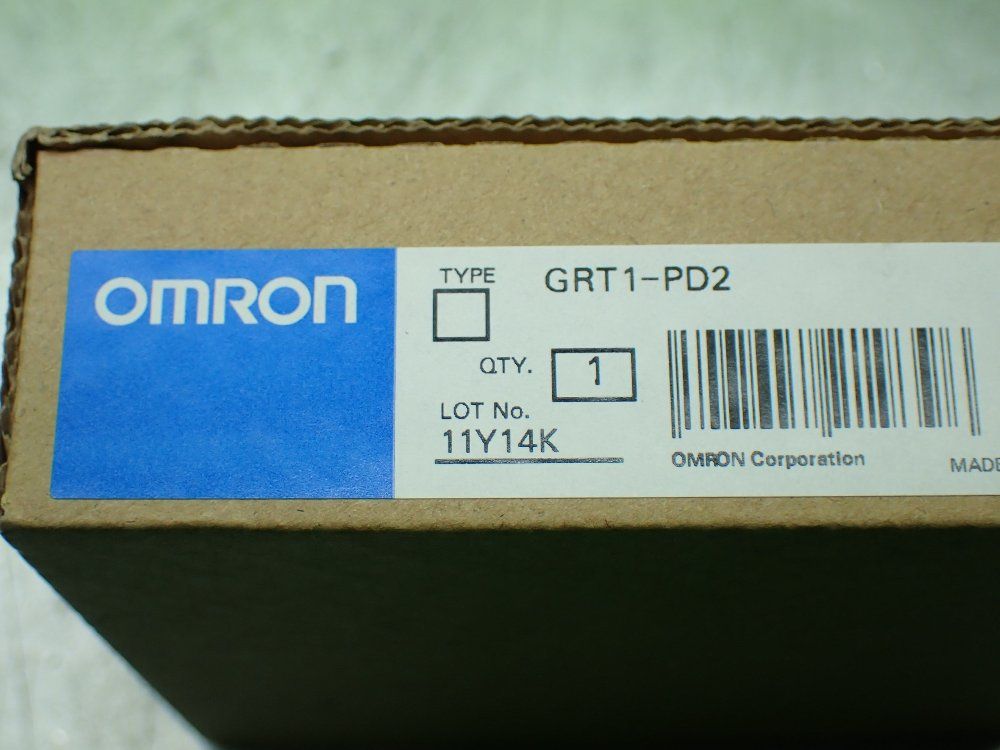 OMRON
TYPE GRT1-PD2
QTY. 1
LOT No.
11Y14K
OMRON Corporation
MADE